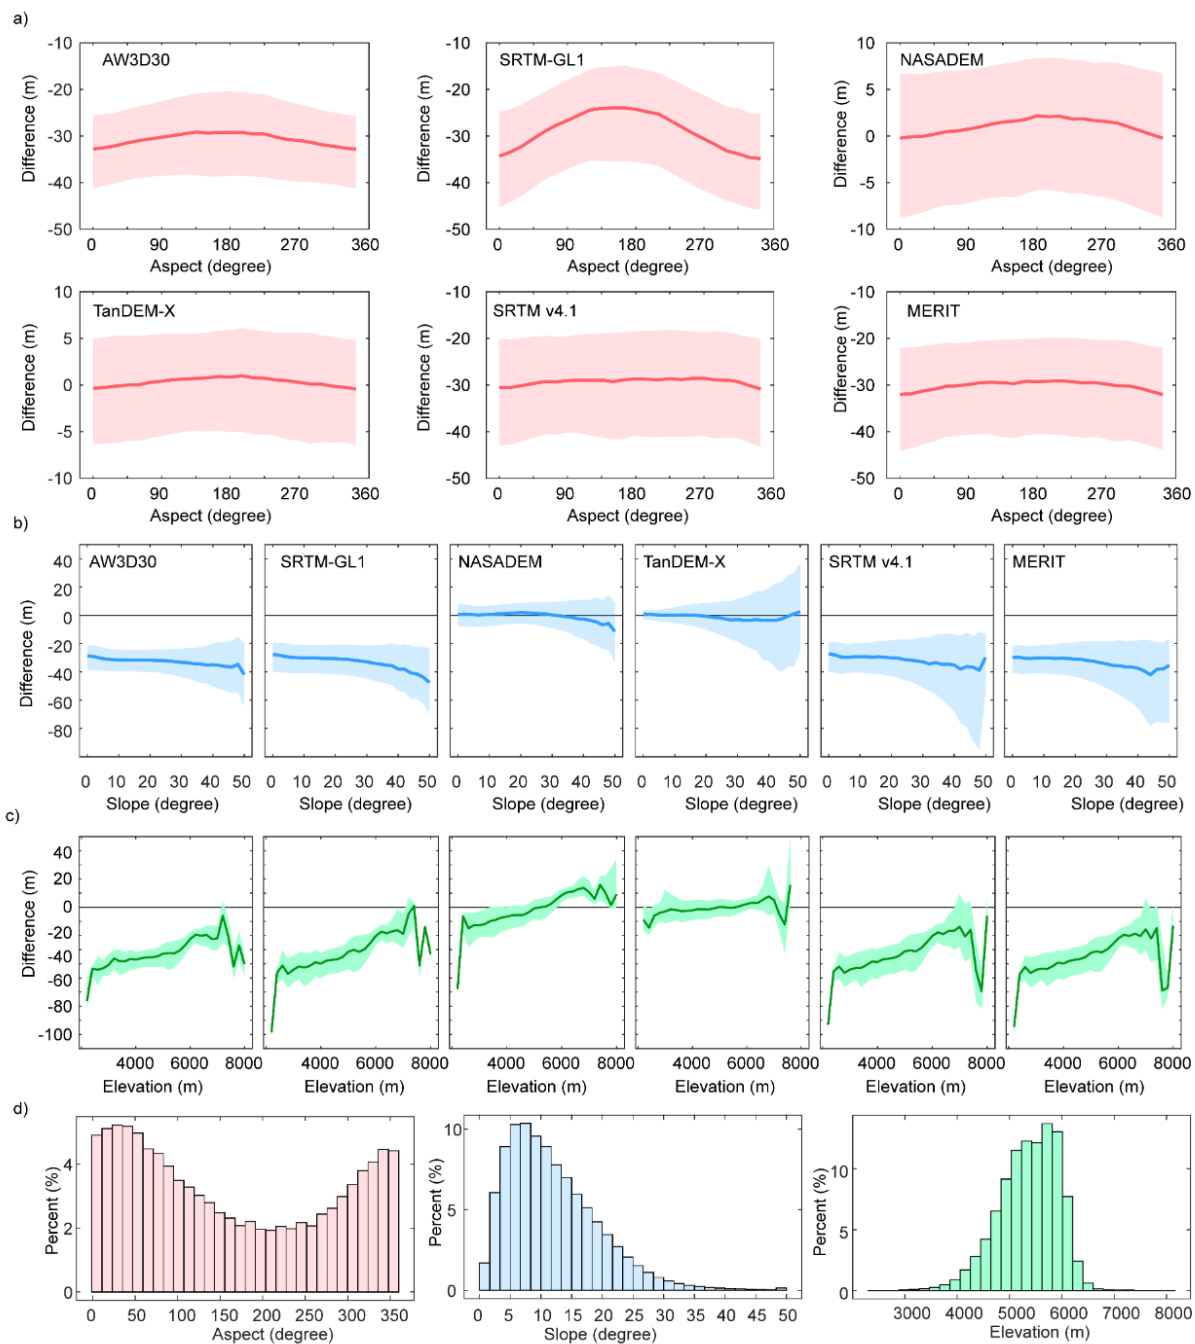 a)
AW3D30
SRTM-GL1
NASADEM
Difference (m)
-10
-20
-30
-40
-50
0 90 180 270 360
Aspect (degree)
Difference (m)
-10
-20
-30
-40
-50
0 90 180 270 360
Aspect (degree)
Difference (m)
10
5
0
-5
-10
0 90 180 270 360
Aspect (degree)
TanDEM-X
SRTM v4.1
MERIT
Difference (m)
10
5
0
-5
-10
0 90 180 270 360
Aspect (degree)
Difference (m)
-10
-20
-30
-40
-50
0 90 180 270 360
Aspect (degree)
Difference (m)
-10
-20
-30
-40
-50
0 90 180 270 360
Aspect (degree)
b)
AW3D30
SRTM-GL1
NASADEM
TanDEM-X
SRTM v4.1
MERIT
Difference (m)
40
20
0
-20
-40
-60
-80
0 10 20 30 40 50
0 10 20 30 40 50
0 10 20 30 40 50
0 10 20 30 40 50
0 10 20 30 40 50
0 10 20 30 40 50
Slope (degree)
Slope (degree)
Slope (degree)
Slope (degree)
Slope (degree)
Slope (degree)
c)
Difference (m)
40
20
0
-20
-40
-60
-80
-100
4000 6000 8000
4000 6000 8000
4000 6000 8000
4000 6000 8000
4000 6000 8000
4000 6000 8000
Elevation (m)
Elevation (m)
Elevation (m)
Elevation (m)
Elevation (m)
Elevation (m)
d)
Percent (%)
4
2
0
0 50 100 150 200 250 300 350
Aspect (degree)
Percent (%)
10
5
0
0 5 10 15 20 25 30 35 40 45 50
Slope (degree)
Percent (%)
10
5
0
3000 4000 5000 6000 7000 8000
Elevation (m)